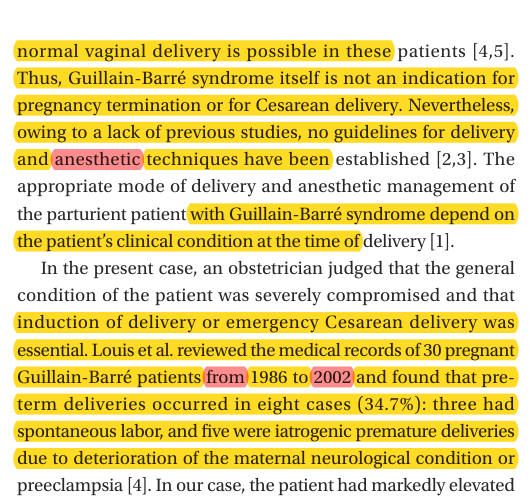 normal vaginal delivery is possible in these patients [4,5].
Thus, Guillain-Barré syndrome itself is not an indication for
pregnancy termination or for Cesarean delivery. Nevertheless,
owing to a lack of previous studies, no guidelines for delivery
and anesthetic techniques have been established [2,3]. The
appropriate mode of delivery and anesthetic management of
the parturient patient with Guillain-Barré syndrome depend on
the patient's clinical condition at the time of delivery [1].
In the present case, an obstetrician judged that the general
condition of the patient was severely compromised and that
induction of delivery or emergency Cesarean delivery was
essential. Louis et al. reviewed the medical records of 30 pregnant
Guillain-Barré patients from 1986 to 2002 and found that pre-
term deliveries occurred in eight cases (34.7%): three had
spontaneous labor, and five were iatrogenic premature deliveries
due to deterioration of the maternal neurological condition or
preeclampsia [4]. In our case, the patient had markedly elevated